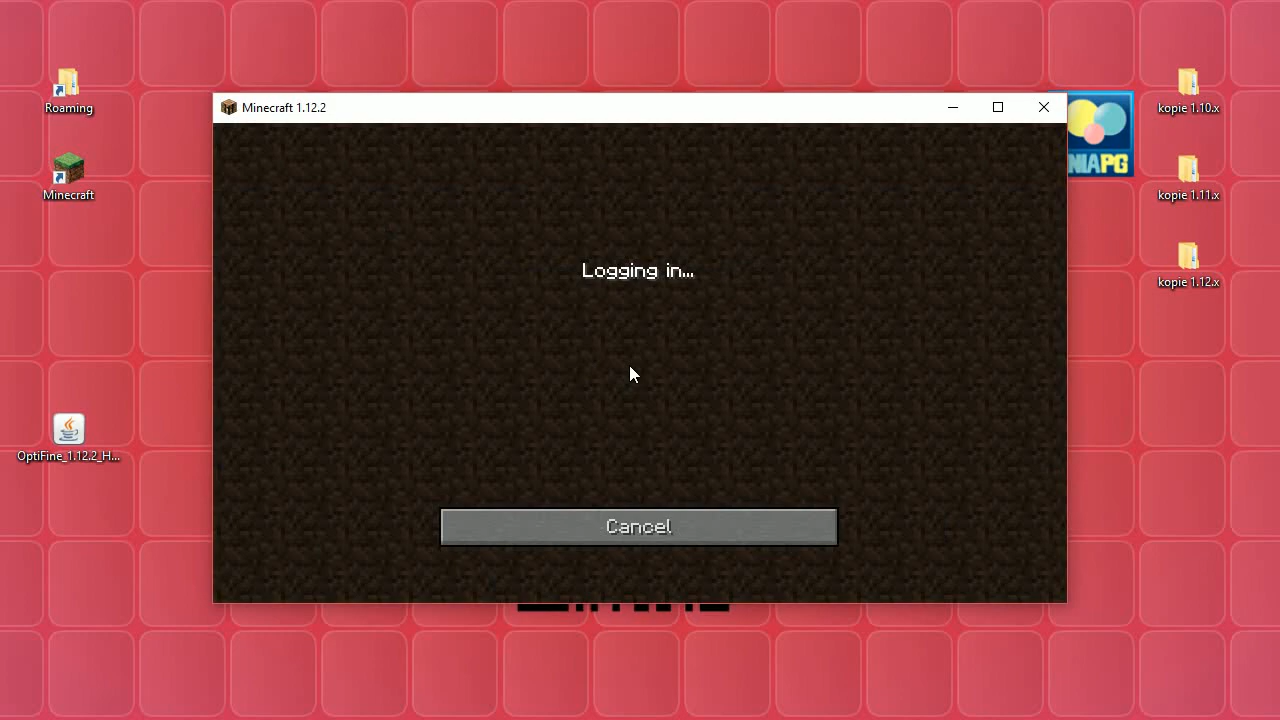 Roaming
Minecraft
OptiFine_1.12.2_H...
Minecraft 1.12.2
Logging in...
Cancel
NIAPG
kopie 1.10.x
kopie 1.11.x
kopie 1.12.x